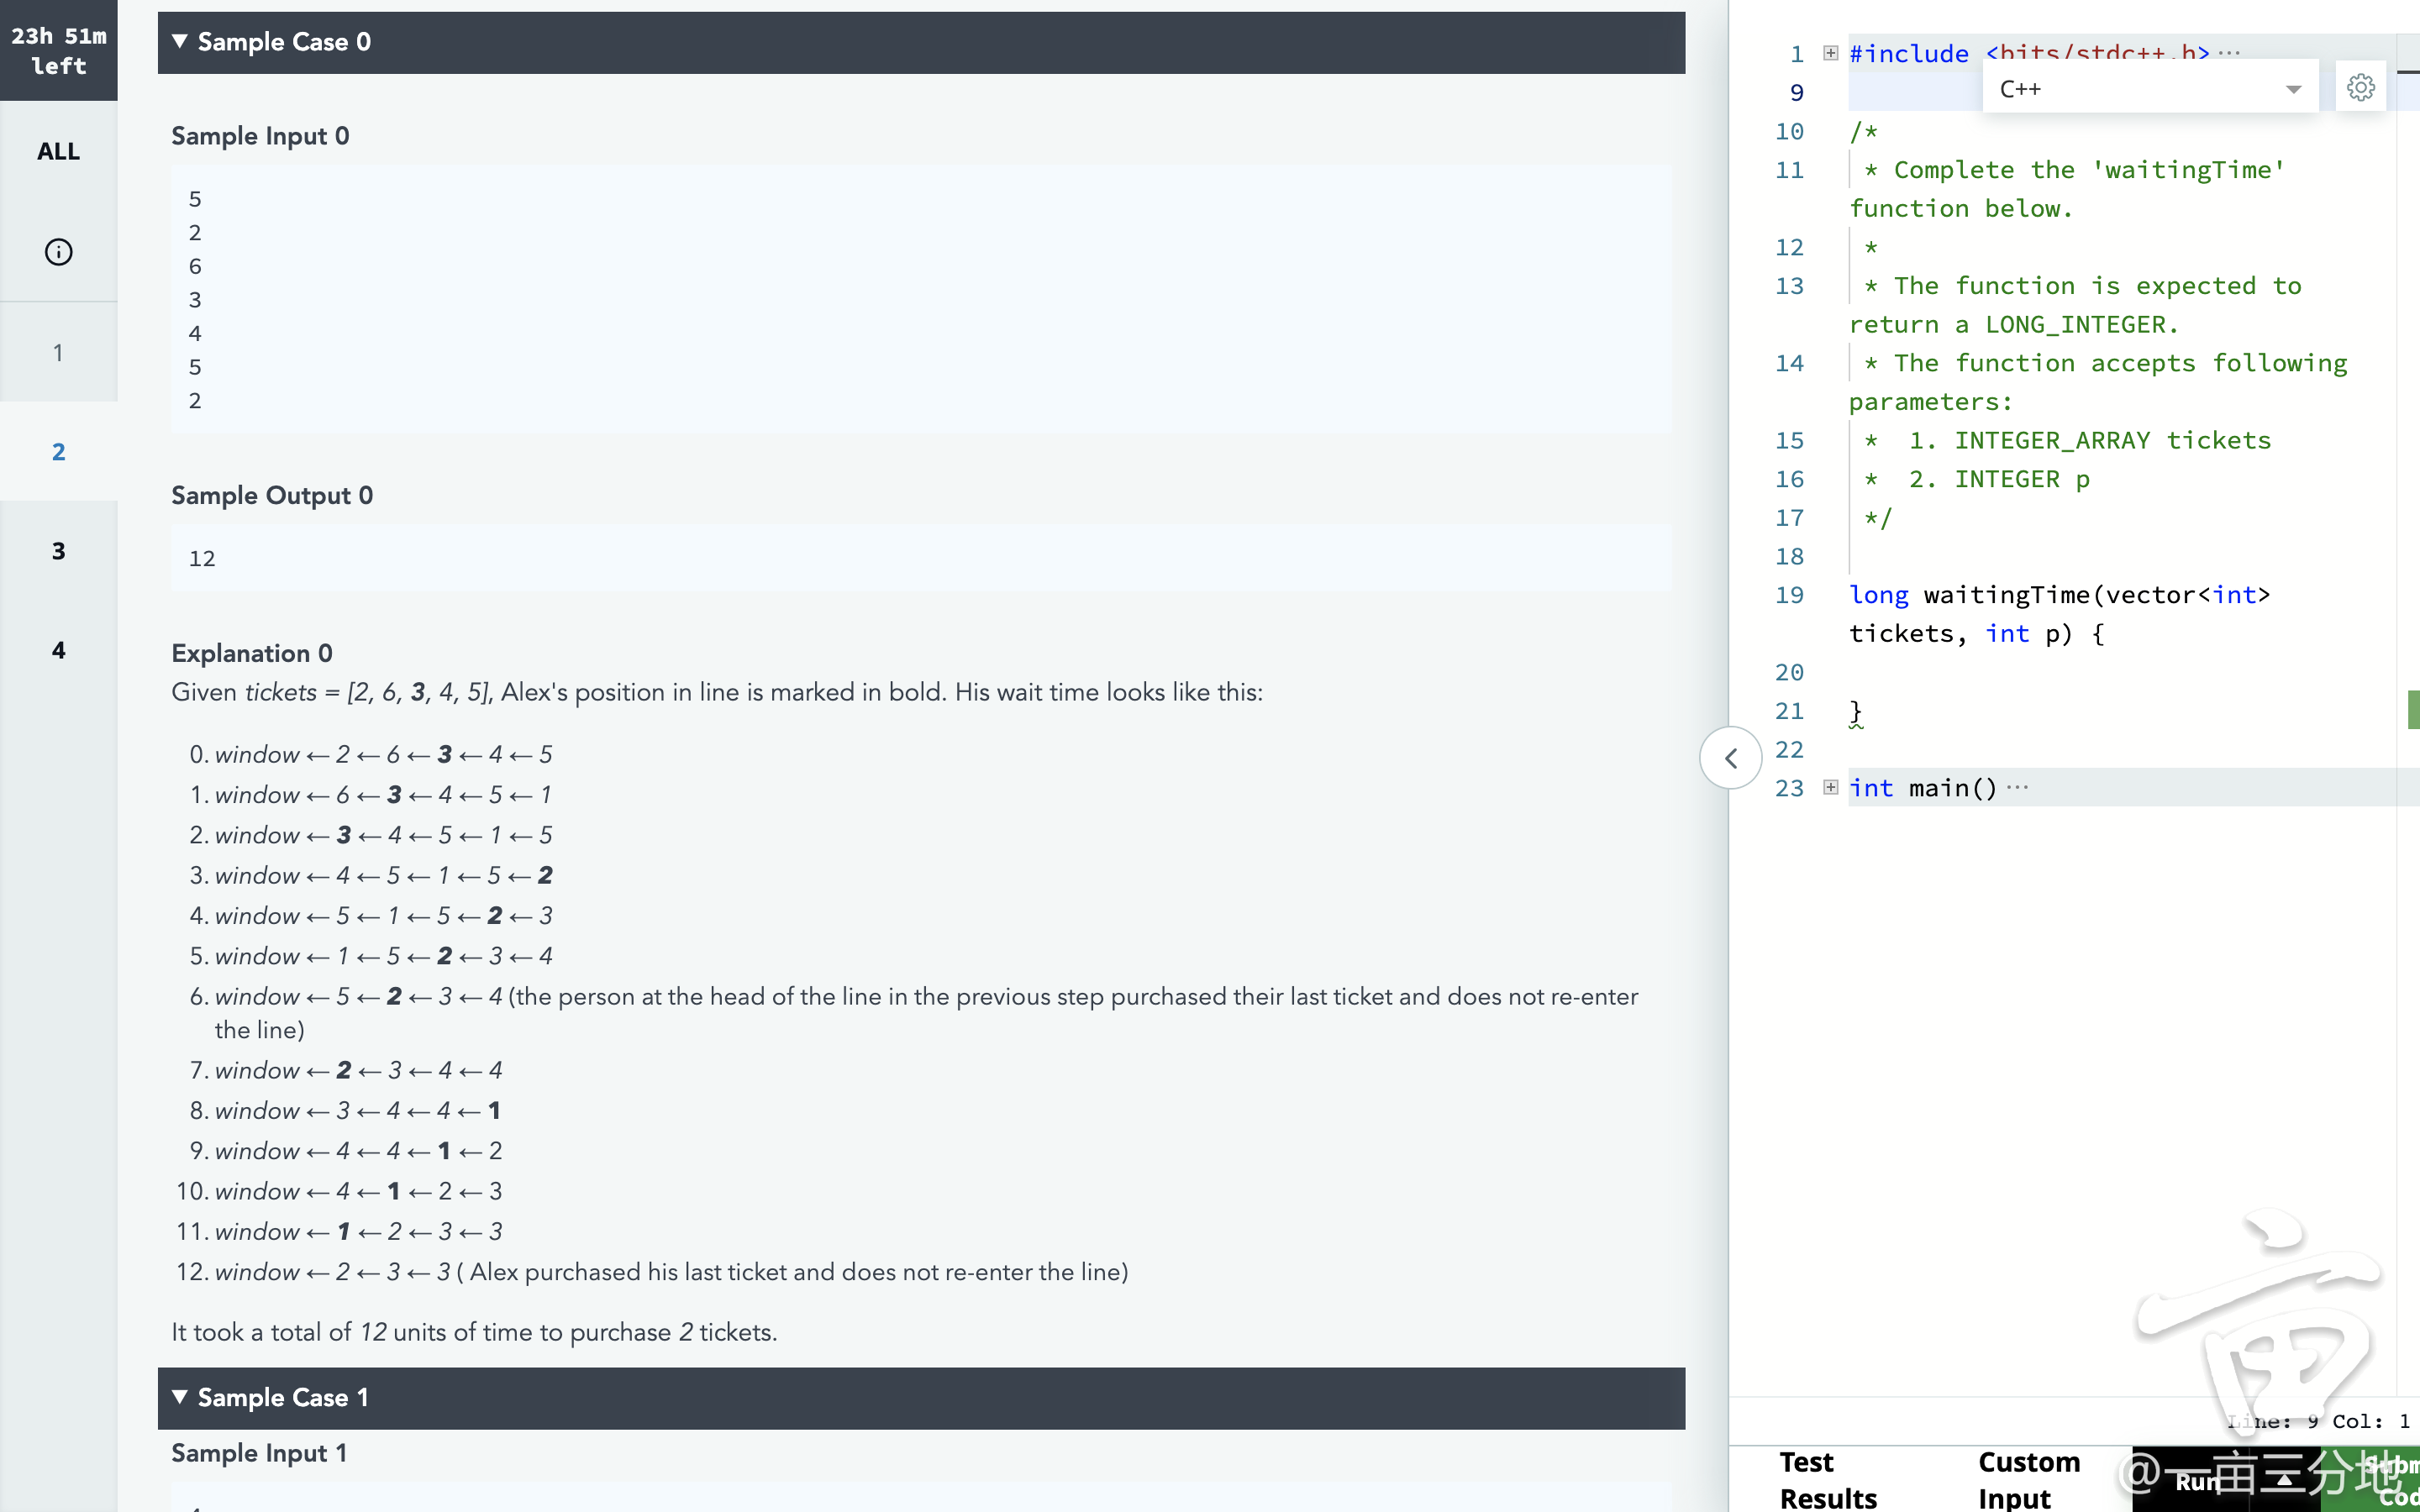 23h 51m
left
ALL
1
2
3
4
▼ Sample Case 0
Sample Input 0
5
2
6
3
4
5
2
Sample Output 0
12
Explanation 0
Given tickets = [2, 6, 3, 4, 5], Alex's position in line is marked in bold. His wait time looks like this:
0. window ← 2 ← 6 ← 3 ← 4 ← 5
1. window ← 6 ← 3 ← 4 ← 5 ← 1
2. window ← 3 ← 4 ← 5 ← 1 ← 5
3. window ← 4 ← 5 ← 1 ← 5 ← 2
4. window ← 5 ← 1 ← 5 ← 2 ← 3
5. window ← 1 ← 5 ← 2 ← 3 ← 4
6. window ← 5 ← 2 ← 3 ← 4 (the person at the head of the line in the previous step purchased their last ticket and does not re-enter
the line)
7. window ← 2 ← 3 ← 4 ← 4
8. window ← 3 ← 4 ← 4 ← 1
9. window ← 4 ← 4 ← 1 ← 2
10. window ← 4 ← 1 ← 2 ← 3
11. window ← 1 ← 2 ← 3 ← 3
12. window ← 2 ← 3 ← 3 ( Alex purchased his last ticket and does not re-enter the line)
It took a total of 12 units of time to purchase 2 tickets.
▼ Sample Case 1
Sample Input 1
C++
1 #include <bits/stdc++.h> ...
9
10 /*
11 * Complete the 'waitingTime'
function below.
12 *
13 * The function is expected to
return a LONG_INTEGER.
14 * The function accepts following
parameters:
15 * 1. INTEGER_ARRAY tickets
16 * 2. INTEGER p
17 */
18
19 long waitingTime(vector<int>
tickets, int p) {
20
21 }
22
23 int main() ...
亩
Line: 9 Col: 1
Test
Results
Custom
Input
Run
@一亩三分地